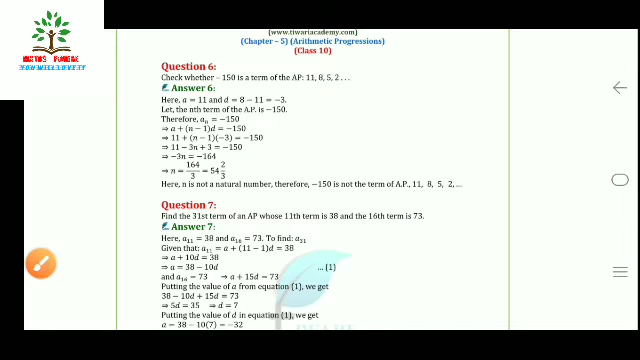 (www.tiwariacademy.com)
(Chapter – 5) (Arithmetic Progressions)
(Class 10)
Question 6
Check whether – 150 is a term of the AP: 11, 8, 5, 2 . . .
Answer 6
Here, a = 11 and d = 8 − 11 = −3.
Let, the nth term of the A.P. is −150.
Therefore, aₙ = −150
⇒ a + (n − 1)d = −150
⇒ 11 + (n − 1)(−3) = −150
⇒ 11 − 3n + 3 = −150
⇒ −3n = −164
⇒ n = 164/3 = 54 2/3
Here, n is not a natural number, therefore, −150 is not the term of A.P., 11, 8, 5, 2, ...
Question 7
Find the 31st term of an AP whose 11th term is 38 and the 16th term is 73.
Answer 7
Here, a₁₁ = 38 and a₁₆ = 73. To find: a₃₁
Given that: a₁₁ = a + (11 − 1)d = 38
⇒ a + 10d = 38
⇒ a = 38 − 10d ... (1)
and a₁₆ = 73 ⇒ a + 15d = 73
Putting the value of a from equation (1), we get
38 − 10d + 15d = 73
⇒ 5d = 35 ⇒ d = 7
Putting the value of d in equation (1), we get
a = 38 − 10(7) = −32